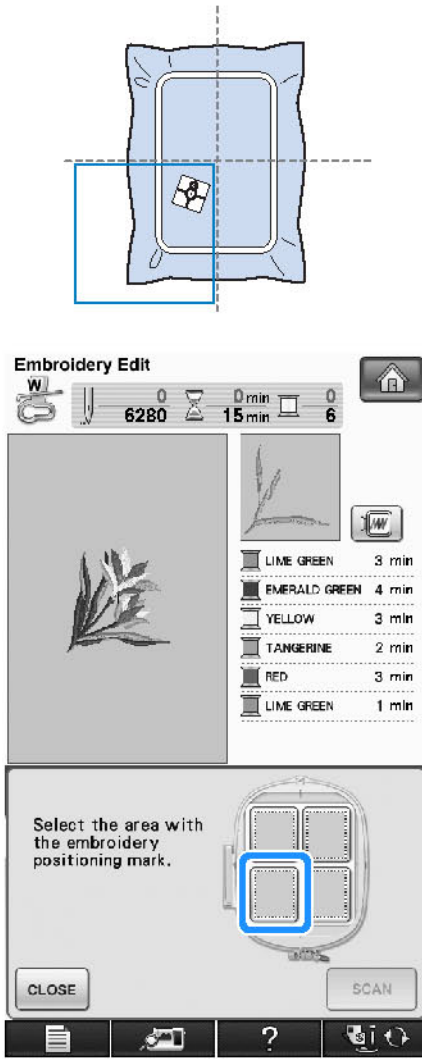 Embroidery Edit
W
0 0 min 0
6280 15 min 6
LIME GREEN 3 min
EMERALD GREEN 4 min
YELLOW 3 min
TANGERINE 2 min
RED 3 min
LIME GREEN 1 min
Select the area with
the embroidery
positioning mark.
CLOSE SCAN
?